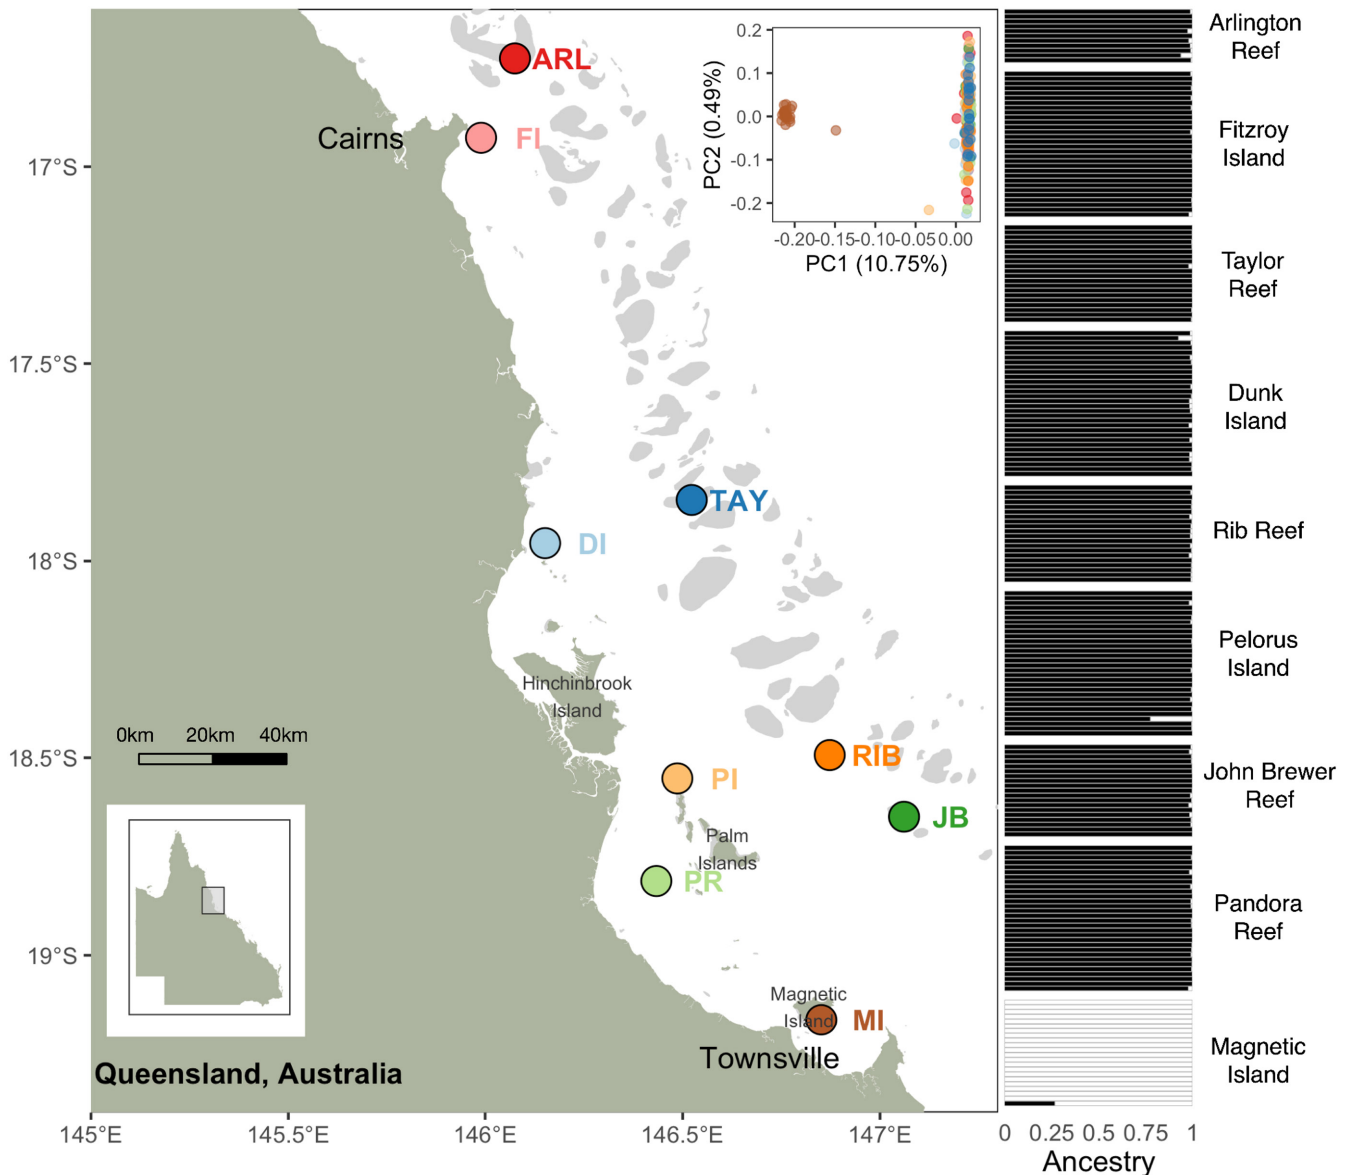 ARL
Cairns
FI
17°S
17.5°S
TAY
DI
18°S
Hinchinbrook
Island
0km 20km 40km
18.5°S
RIB
PI
JB
Palm
Islands
PR
19°S
Magnetic
Island
MI
Townsville
Queensland, Australia
145°E 145.5°E 146°E 146.5°E 147°E
0.2
0.1
0.0
-0.1
-0.2
PC2 (0.49%)
-0.20 -0.15 -0.10 -0.05 0.00
PC1 (10.75%)
Arlington
Reef
Fitzroy
Island
Taylor
Reef
Dunk
Island
Rib Reef
Pelorus
Island
John Brewer
Reef
Pandora
Reef
Magnetic
Island
0 0.25 0.5 0.75 1
Ancestry